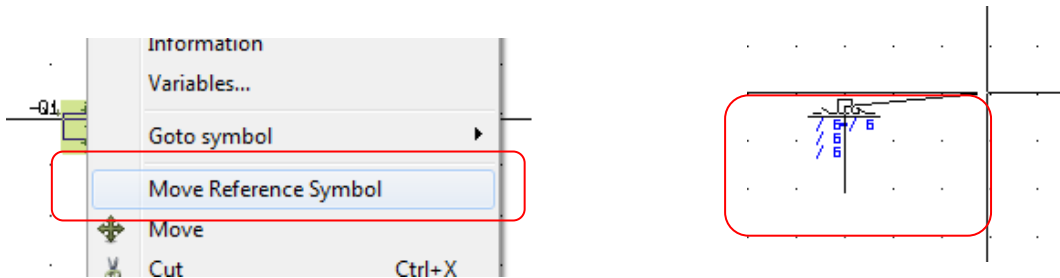 Information
Variables...
-Q1
Goto symbol
Move Reference Symbol
Move
Cut Ctrl+X
/ 6 / 6
/ 6
/ 6